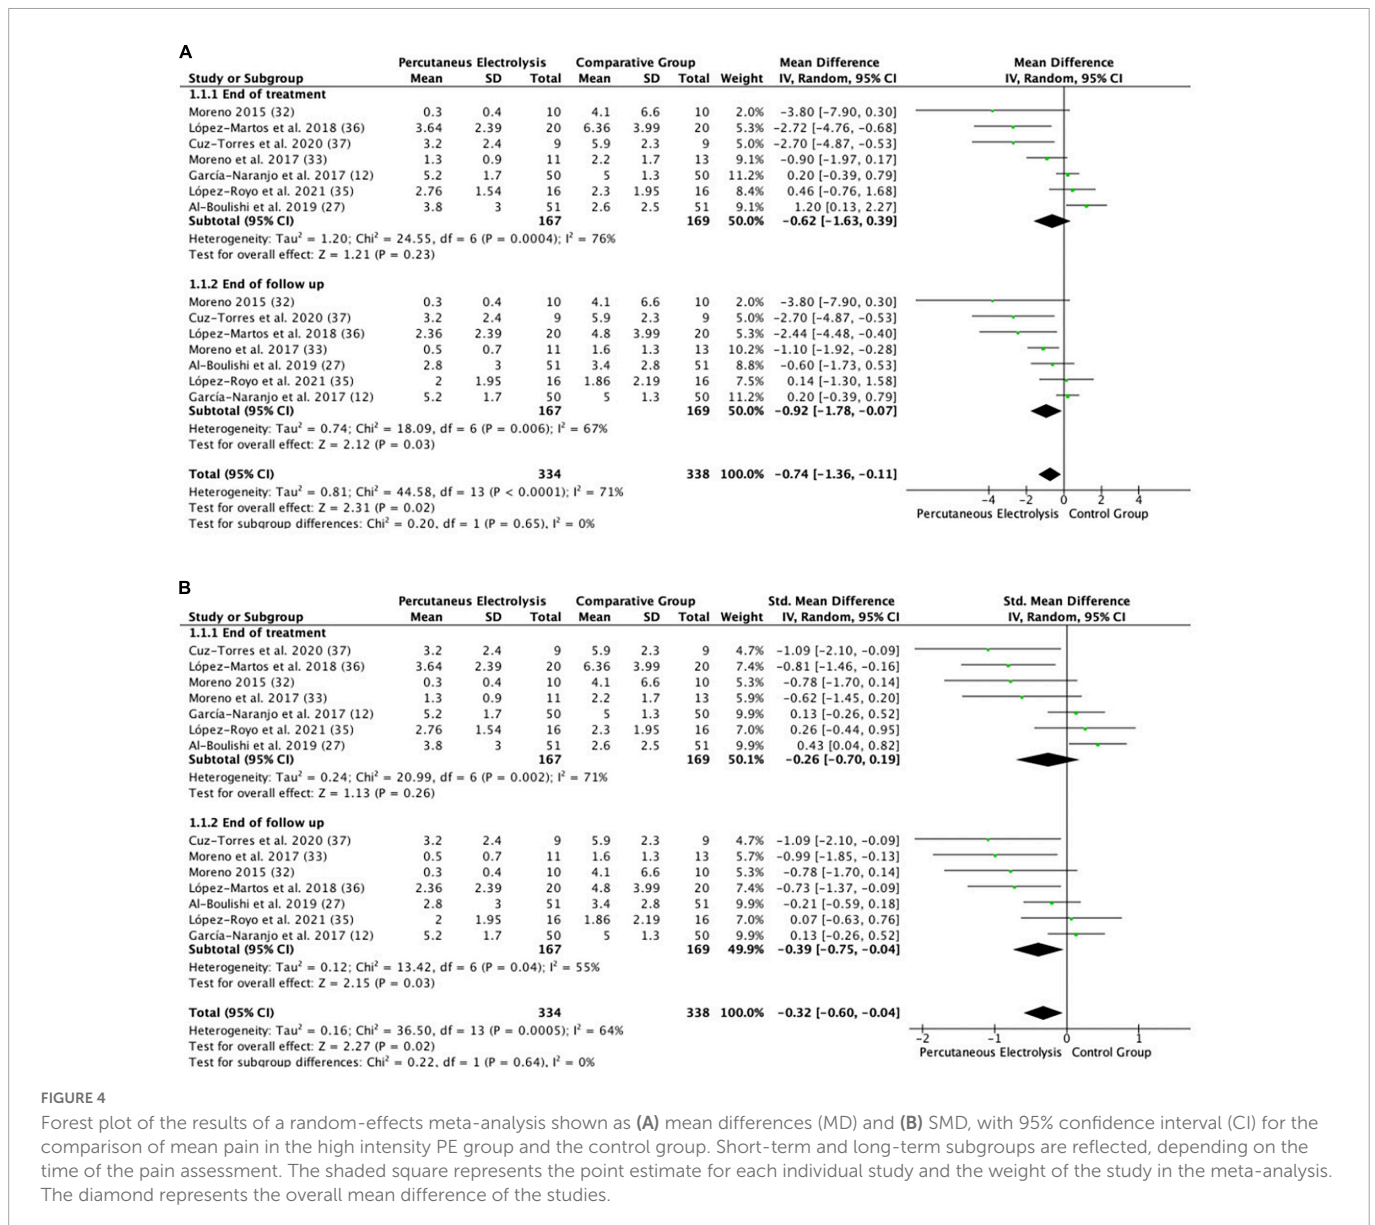 A
Percutaneus Electrolysis Comparative Group Mean Difference Mean Difference
Study or Subgroup Mean SD Total Mean SD Total Weight IV, Random, 95% CI IV, Random, 95% CI
1.1.1 End of treatment
Moreno 2015 (32) 0.3 0.4 10 4.1 6.6 10 2.0% −3.80 [−7.90, 0.30]
López-Martos et al. 2018 (36) 3.64 2.39 20 6.36 3.99 20 5.3% −2.72 [−4.76, −0.68]
Cuz-Torres et al. 2020 (37) 3.2 2.4 9 5.9 2.3 9 5.0% −2.70 [−4.87, −0.53]
Moreno et al. 2017 (33) 1.3 0.9 11 2.2 1.7 13 9.1% −0.90 [−1.97, 0.17]
García-Naranjo et al. 2017 (12) 5.2 1.7 50 5 1.3 50 11.2% 0.20 [−0.39, 0.79]
López-Royo et al. 2021 (35) 2.76 1.54 16 2.3 1.95 16 8.4% 0.46 [−0.76, 1.68]
Al-Boulishi et al. 2019 (27) 3.8 3 51 2.6 2.5 51 9.1% 1.20 [0.13, 2.27]
Subtotal (95% CI) 167 169 50.0% −0.62 [−1.63, 0.39]
Heterogeneity: Tau² = 1.20; Chi² = 24.55, df = 6 (P = 0.0004); I² = 76%
Test for overall effect: Z = 1.21 (P = 0.23)
1.1.2 End of follow up
Moreno 2015 (32) 0.3 0.4 10 4.1 6.6 10 2.0% −3.80 [−7.90, 0.30]
Cuz-Torres et al. 2020 (37) 3.2 2.4 9 5.9 2.3 9 5.0% −2.70 [−4.87, −0.53]
López-Martos et al. 2018 (36) 2.36 2.39 20 4.8 3.99 20 5.3% −2.44 [−4.48, −0.40]
Moreno et al. 2017 (33) 0.5 0.7 11 1.6 1.3 13 10.2% −1.10 [−1.92, −0.28]
Al-Boulishi et al. 2019 (27) 2.8 3 51 3.4 2.8 51 8.8% −0.60 [−1.73, 0.53]
López-Royo et al. 2021 (35) 2 1.95 16 1.86 2.19 16 7.5% 0.14 [−1.30, 1.58]
García-Naranjo et al. 2017 (12) 5.2 1.7 50 5 1.3 50 11.2% 0.20 [−0.39, 0.79]
Subtotal (95% CI) 167 169 50.0% −0.92 [−1.78, −0.07]
Heterogeneity: Tau² = 0.74; Chi² = 18.09, df = 6 (P = 0.006); I² = 67%
Test for overall effect: Z = 2.12 (P = 0.03)
Total (95% CI) 334 338 100.0% −0.74 [−1.36, −0.11]
Heterogeneity: Tau² = 0.81; Chi² = 44.58, df = 13 (P < 0.0001); I² = 71%
Test for overall effect: Z = 2.31 (P = 0.02)
Test for subgroup differences: Chi² = 0.20, df = 1 (P = 0.65), I² = 0%
−4 −2 0 2 4
Percutaneous Electrolysis Control Group
B
Percutaneus Electrolysis Comparative Group Std. Mean Difference Std. Mean Difference
Study or Subgroup Mean SD Total Mean SD Total Weight IV, Random, 95% CI IV, Random, 95% CI
1.1.1 End of treatment
Cuz-Torres et al. 2020 (37) 3.2 2.4 9 5.9 2.3 9 4.7% −1.09 [−2.10, −0.09]
López-Martos et al. 2018 (36) 3.64 2.39 20 6.36 3.99 20 7.4% −0.81 [−1.46, −0.16]
Moreno 2015 (32) 0.3 0.4 10 4.1 6.6 10 5.3% −0.78 [−1.70, 0.14]
Moreno et al. 2017 (33) 1.3 0.9 11 2.2 1.7 13 5.9% −0.62 [−1.45, 0.20]
García-Naranjo et al. 2017 (12) 5.2 1.7 50 5 1.3 50 9.9% 0.13 [−0.26, 0.52]
López-Royo et al. 2021 (35) 2.76 1.54 16 2.3 1.95 16 7.0% 0.26 [−0.44, 0.95]
Al-Boulishi et al. 2019 (27) 3.8 3 51 2.6 2.5 51 9.9% 0.43 [0.04, 0.82]
Subtotal (95% CI) 167 169 50.1% −0.26 [−0.70, 0.19]
Heterogeneity: Tau² = 0.24; Chi² = 20.99, df = 6 (P = 0.002); I² = 71%
Test for overall effect: Z = 1.13 (P = 0.26)
1.1.2 End of follow up
Cuz-Torres et al. 2020 (37) 3.2 2.4 9 5.9 2.3 9 4.7% −1.09 [−2.10, −0.09]
Moreno et al. 2017 (33) 0.5 0.7 11 1.6 1.3 13 5.7% −0.99 [−1.85, −0.13]
Moreno 2015 (32) 0.3 0.4 10 4.1 6.6 10 5.3% −0.78 [−1.70, 0.14]
López-Martos et al. 2018 (36) 2.36 2.39 20 4.8 3.99 20 7.4% −0.73 [−1.37, −0.09]
Al-Boulishi et al. 2019 (27) 2.8 3 51 3.4 2.8 51 9.9% −0.21 [−0.59, 0.18]
López-Royo et al. 2021 (35) 2 1.95 16 1.86 2.19 16 7.0% 0.07 [−0.63, 0.76]
García-Naranjo et al. 2017 (12) 5.2 1.7 50 5 1.3 50 9.9% 0.13 [−0.26, 0.52]
Subtotal (95% CI) 167 169 49.9% −0.39 [−0.75, −0.04]
Heterogeneity: Tau² = 0.12; Chi² = 13.42, df = 6 (P = 0.04); I² = 55%
Test for overall effect: Z = 2.15 (P = 0.03)
Total (95% CI) 334 338 100.0% −0.32 [−0.60, −0.04]
Heterogeneity: Tau² = 0.16; Chi² = 36.50, df = 13 (P = 0.0005); I² = 64%
Test for overall effect: Z = 2.27 (P = 0.02)
Test for subgroup differences: Chi² = 0.22, df = 1 (P = 0.64), I² = 0%
−2 −1 0 1
Percutaneous Electrolysis Control Group
FIGURE 4
Forest plot of the results of a random-effects meta-analysis shown as (A) mean differences (MD) and (B) SMD, with 95% confidence interval (CI) for the
comparison of mean pain in the high intensity PE group and the control group. Short-term and long-term subgroups are reflected, depending on the
time of the pain assessment. The shaded square represents the point estimate for each individual study and the weight of the study in the meta-analysis.
The diamond represents the overall mean difference of the studies.